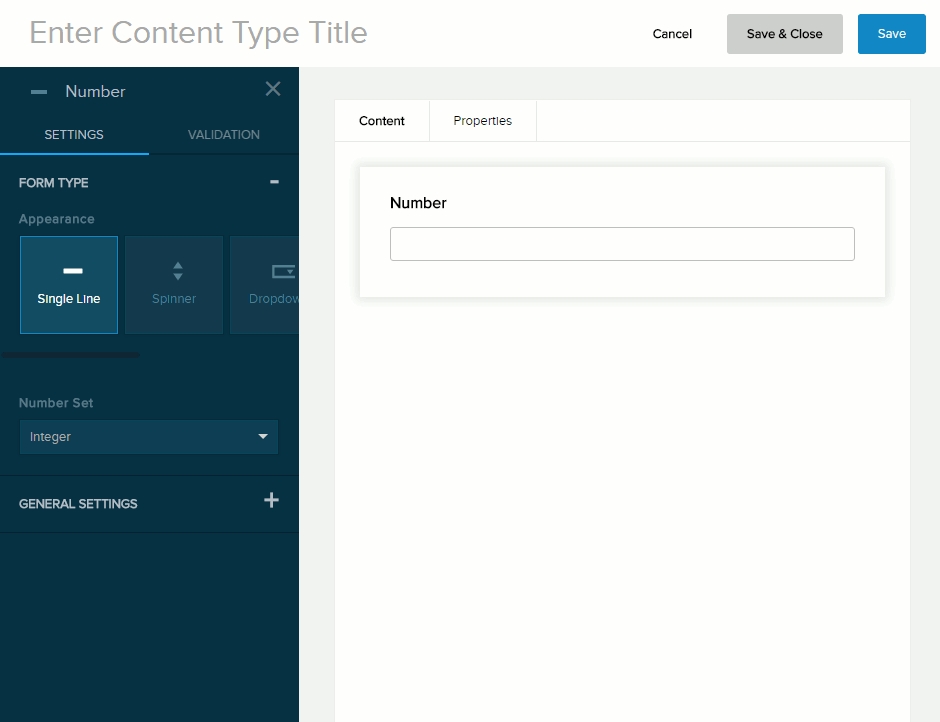 Enter Content Type Title
Cancel
Save & Close
Save
Number
SETTINGS
VALIDATION
FORM TYPE
Appearance
Single Line
Spinner
Dropdow
Number Set
Integer
GENERAL SETTINGS
Content
Properties
Number